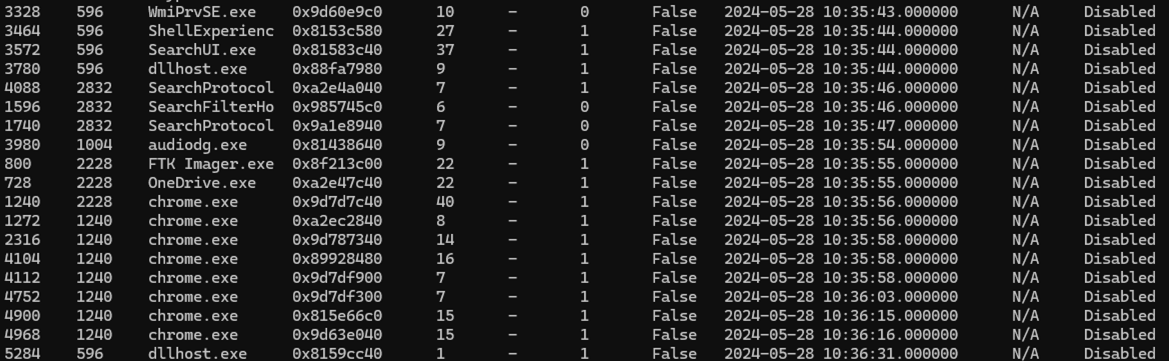 3328 596 WmiPrvSE.exe 0x9d60e9c0 10 - 0 False 2024-05-28 10:35:43.000000 N/A Disabled
3464 596 ShellExperienc 0x8153c580 27 - 1 False 2024-05-28 10:35:44.000000 N/A Disabled
3572 596 SearchUI.exe 0x81583c40 37 - 1 False 2024-05-28 10:35:44.000000 N/A Disabled
3780 596 dllhost.exe 0x88fa7980 9 - 1 False 2024-05-28 10:35:44.000000 N/A Disabled
4088 2832 SearchProtocol 0xa2e4a040 7 - 1 False 2024-05-28 10:35:46.000000 N/A Disabled
1596 2832 SearchFilterHo 0x985745c0 6 - 0 False 2024-05-28 10:35:46.000000 N/A Disabled
1740 2832 SearchProtocol 0x9a1e8940 7 - 0 False 2024-05-28 10:35:47.000000 N/A Disabled
3980 1004 audiodg.exe 0x81438640 9 - 0 False 2024-05-28 10:35:54.000000 N/A Disabled
800 2228 FTK Imager.exe 0x8f213c00 22 - 1 False 2024-05-28 10:35:55.000000 N/A Disabled
728 2228 OneDrive.exe 0xa2e47c40 22 - 1 False 2024-05-28 10:35:55.000000 N/A Disabled
1240 2228 chrome.exe 0x9d7d7c40 40 - 1 False 2024-05-28 10:35:56.000000 N/A Disabled
1272 1240 chrome.exe 0xa2ec2840 8 - 1 False 2024-05-28 10:35:56.000000 N/A Disabled
2316 1240 chrome.exe 0x9d787340 14 - 1 False 2024-05-28 10:35:58.000000 N/A Disabled
4104 1240 chrome.exe 0x89928480 16 - 1 False 2024-05-28 10:35:58.000000 N/A Disabled
4112 1240 chrome.exe 0x9d7df900 7 - 1 False 2024-05-28 10:35:58.000000 N/A Disabled
4752 1240 chrome.exe 0x9d7df300 7 - 1 False 2024-05-28 10:36:03.000000 N/A Disabled
4900 1240 chrome.exe 0x815e66c0 15 - 1 False 2024-05-28 10:36:15.000000 N/A Disabled
4968 1240 chrome.exe 0x9d63e040 15 - 1 False 2024-05-28 10:36:16.000000 N/A Disabled
5284 596 dllhost.exe 0x8159cc40 1 - 1 False 2024-05-28 10:36:31.000000 N/A Disabled